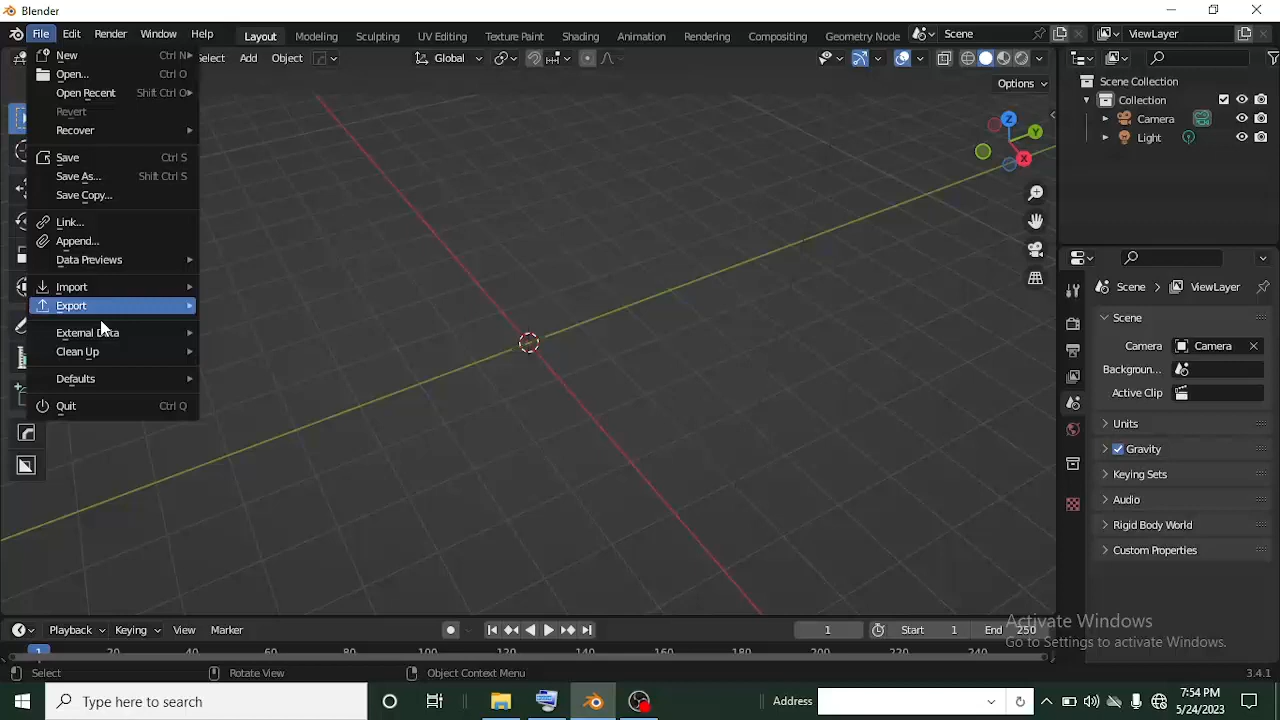 Blender
File Edit Render Window Help Layout Modeling Sculpting UV Editing Texture Paint Shading Animation Rendering Compositing Geometry Node Scene ViewLayer
elect Add Object Global
Options
New Ctrl N
Open... Ctrl O
Open Recent Shift Ctrl O
Revert
Recover
Save Ctrl S
Save As... Shift Ctrl S
Save Copy...
Link...
Append...
Data Previews
Import
Export
External Data
Clean Up
Defaults
Quit Ctrl Q
Z
Y
X
Scene Collection
Collection
Camera
Light
Scene > ViewLayer
Scene
Camera Camera
Backgroun...
Active Clip
Units
Gravity
Keying Sets
Audio
Rigid Body World
Custom Properties
Playback Keying View Marker 1 Start 1 End 250
1 20 40 60 80 100 120 140 160 180 200 220 240
Activate Windows
Go to Settings to activate Windows.
Select Rotate View Object Context Menu 3.4.1
Type here to search Address
7:54 PM
5/24/2023